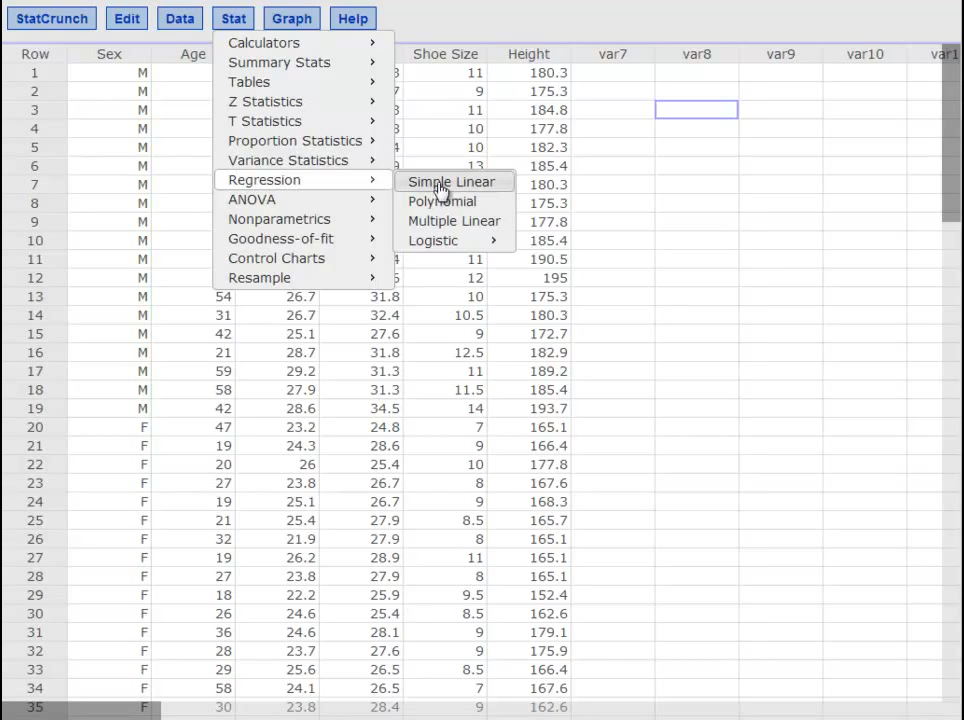 StatCrunch Edit Data Stat Graph Help
Row Sex Age Shoe Size Height var7 var8 var9 var10 var1
Calculators
Summary Stats
Tables
Z Statistics
T Statistics
Proportion Statistics
Variance Statistics
Regression
ANOVA
Nonparametrics
Goodness-of-fit
Control Charts
Resample
Simple Linear
Polynomial
Multiple Linear
Logistic
1 M 3 11 180.3
2 M 7 9 175.3
3 M 3 11 184.8
4 M 3 10 177.8
5 M 4 10 182.3
6 M 9 13 185.4
7 M 180.3
8 M 175.3
9 M 177.8
10 M 185.4
11 M 4 11 190.5
12 M 5 12 195
13 M 54 26.7 31.8 10 175.3
14 M 31 26.7 32.4 10.5 180.3
15 M 42 25.1 27.6 9 172.7
16 M 21 28.7 31.8 12.5 182.9
17 M 59 29.2 31.3 11 189.2
18 M 58 27.9 31.3 11.5 185.4
19 M 42 28.6 34.5 14 193.7
20 F 47 23.2 24.8 7 165.1
21 F 19 24.3 28.6 9 166.4
22 F 20 26 25.4 10 177.8
23 F 27 23.8 26.7 8 167.6
24 F 19 25.1 26.7 9 168.3
25 F 21 25.4 27.9 8.5 165.7
26 F 32 21.9 27.9 8 165.1
27 F 19 26.2 28.9 11 165.1
28 F 27 23.8 26.7 8 165.1
29 F 18 22.2 25.9 9.5 152.4
30 F 26 24.6 25.4 8.5 162.6
31 F 36 24.6 28.1 9 179.1
32 F 28 23.7 27.6 9 175.9
33 F 29 25.6 26.5 8.5 166.4
34 F 58 24.1 26.5 7 167.6
35 F 30 23.8 28.4 9 162.6